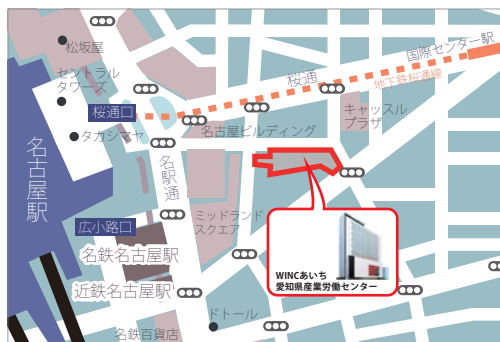 松坂屋
セントラル
タワーズ
桜通口
タカシマヤ
名古屋駅
広小路口
名鉄名古屋駅
近鉄名古屋駅
名鉄百貨店
名駅通
桜通
国際センター駅
地下鉄桜通線
キャッスル
プラザ
名古屋ビルディング
ミッドランド
スクエア
WINCあいち
愛知県産業労働センター
ドトール